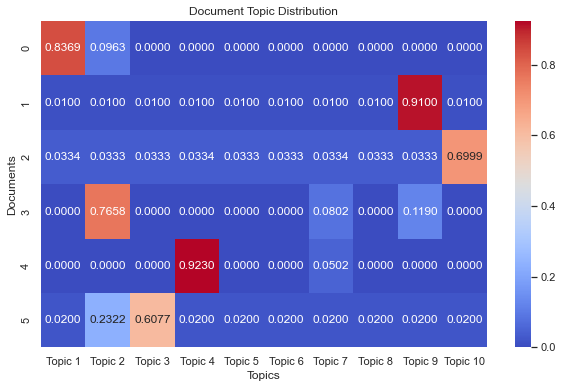 Document Topic Distribution
0 0.8369 0.0963 0.0000 0.0000 0.0000 0.0000 0.0000 0.0000 0.0000 0.0000
1 0.0100 0.0100 0.0100 0.0100 0.0100 0.0100 0.0100 0.0100 0.9100 0.0100
2 0.0334 0.0333 0.0333 0.0334 0.0333 0.0333 0.0334 0.0333 0.0333 0.6999
3 0.0000 0.7658 0.0000 0.0000 0.0000 0.0000 0.0802 0.0000 0.1190 0.0000
4 0.0000 0.0000 0.0000 0.9230 0.0000 0.0000 0.0502 0.0000 0.0000 0.0000
5 0.0200 0.2322 0.6077 0.0200 0.0200 0.0200 0.0200 0.0200 0.0200 0.0200
Documents
Topic 1 Topic 2 Topic 3 Topic 4 Topic 5 Topic 6 Topic 7 Topic 8 Topic 9 Topic 10
Topics
0.8
0.6
0.4
0.2
0.0